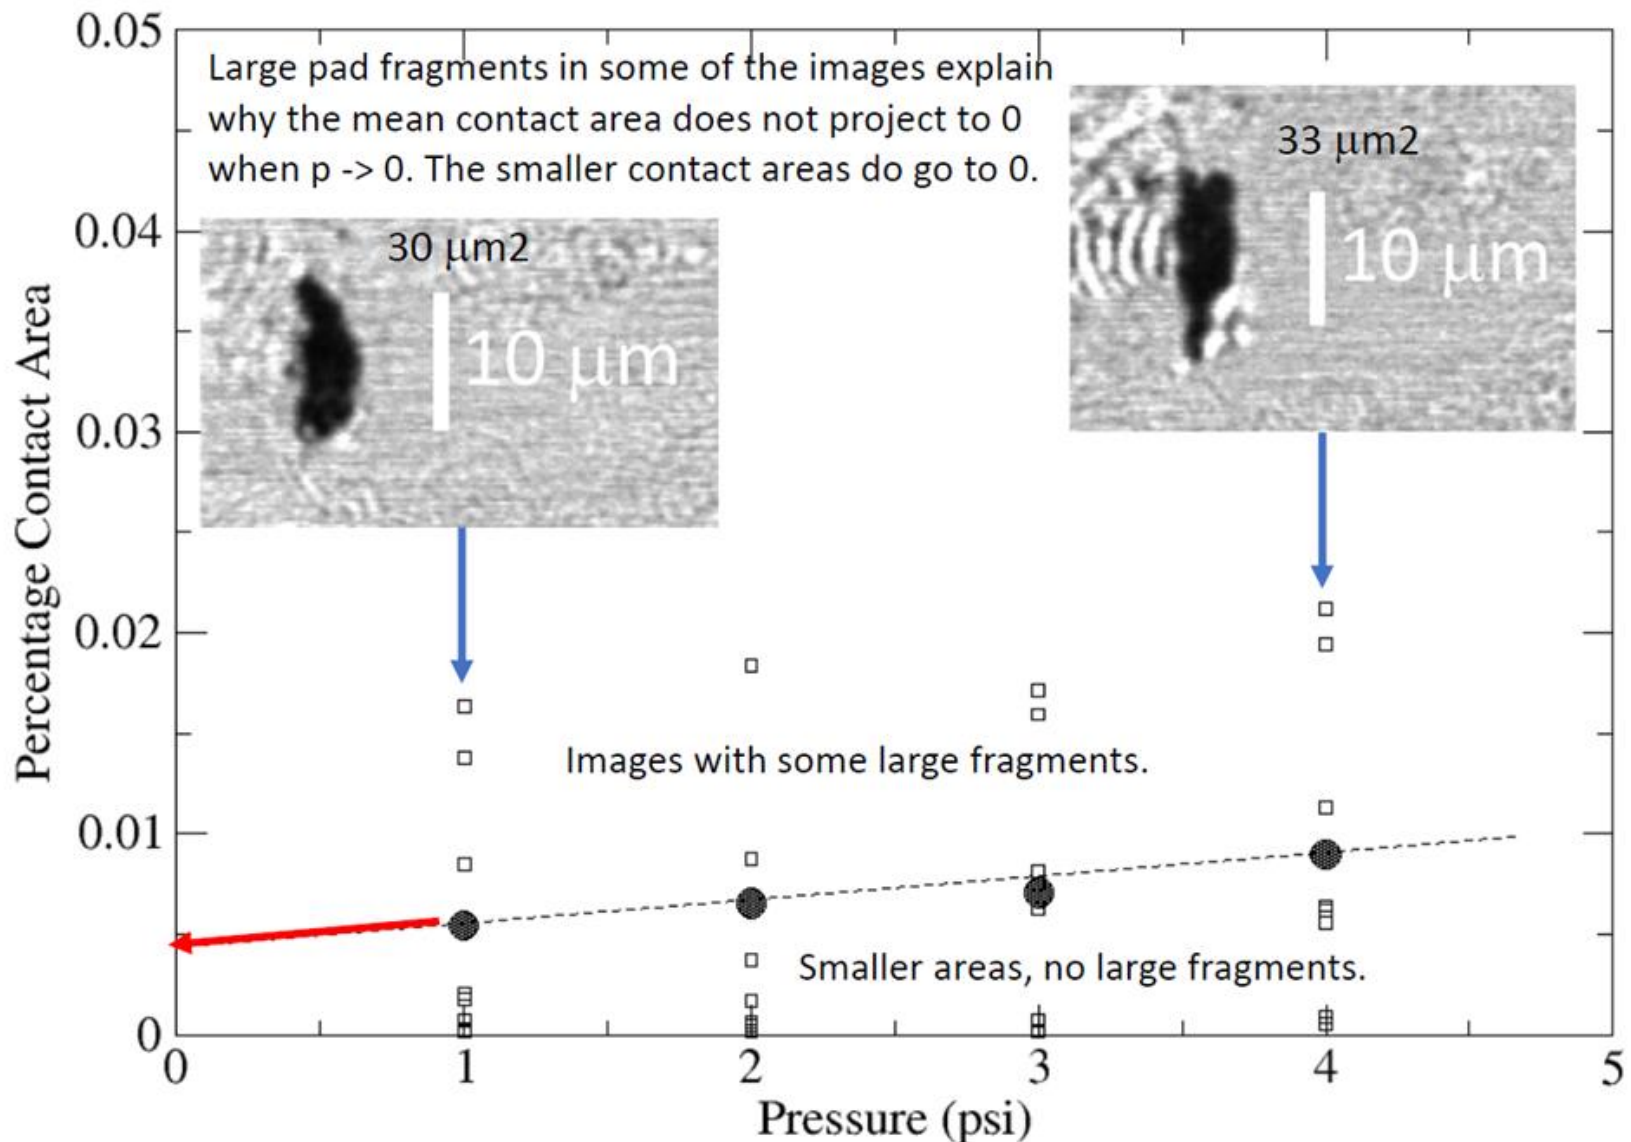 0.05
Large pad fragments in some of the images explain
why the mean contact area does not project to 0
when p -> 0. The smaller contact areas do go to 0.
33 μm2
10 μm
0.04
30 μm2
10 μm
0.03
Percentage Contact Area
0.02
Images with some large fragments.
0.01
Smaller areas, no large fragments.
0
0 1 2 3 4 5
Pressure (psi)